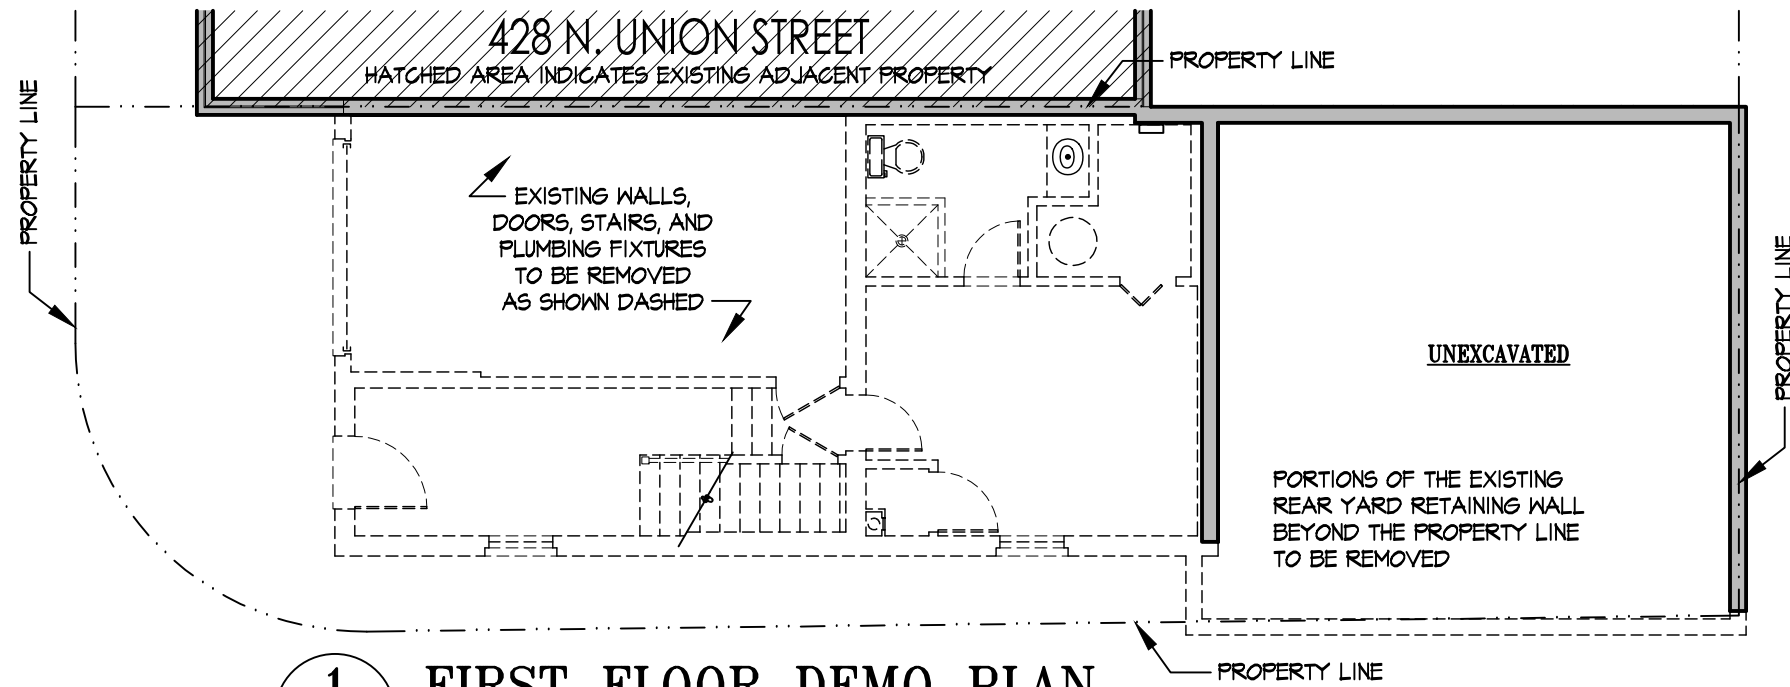 428 N. UNION STREET
HATCHED AREA INDICATES EXISTING ADJACENT PROPERTY
PROPERTY LINE
PROPERTY LINE
EXISTING WALLS,
DOORS, STAIRS, AND
PLUMBING FIXTURES
TO BE REMOVED
AS SHOWN DASHED
UNEXCAVATED
PROPERTY LINE
PORTIONS OF THE EXISTING
REAR YARD RETAINING WALL
BEYOND THE PROPERTY LINE
TO BE REMOVED
PROPERTY LINE
1 FIRST FLOOR DEMO PLAN